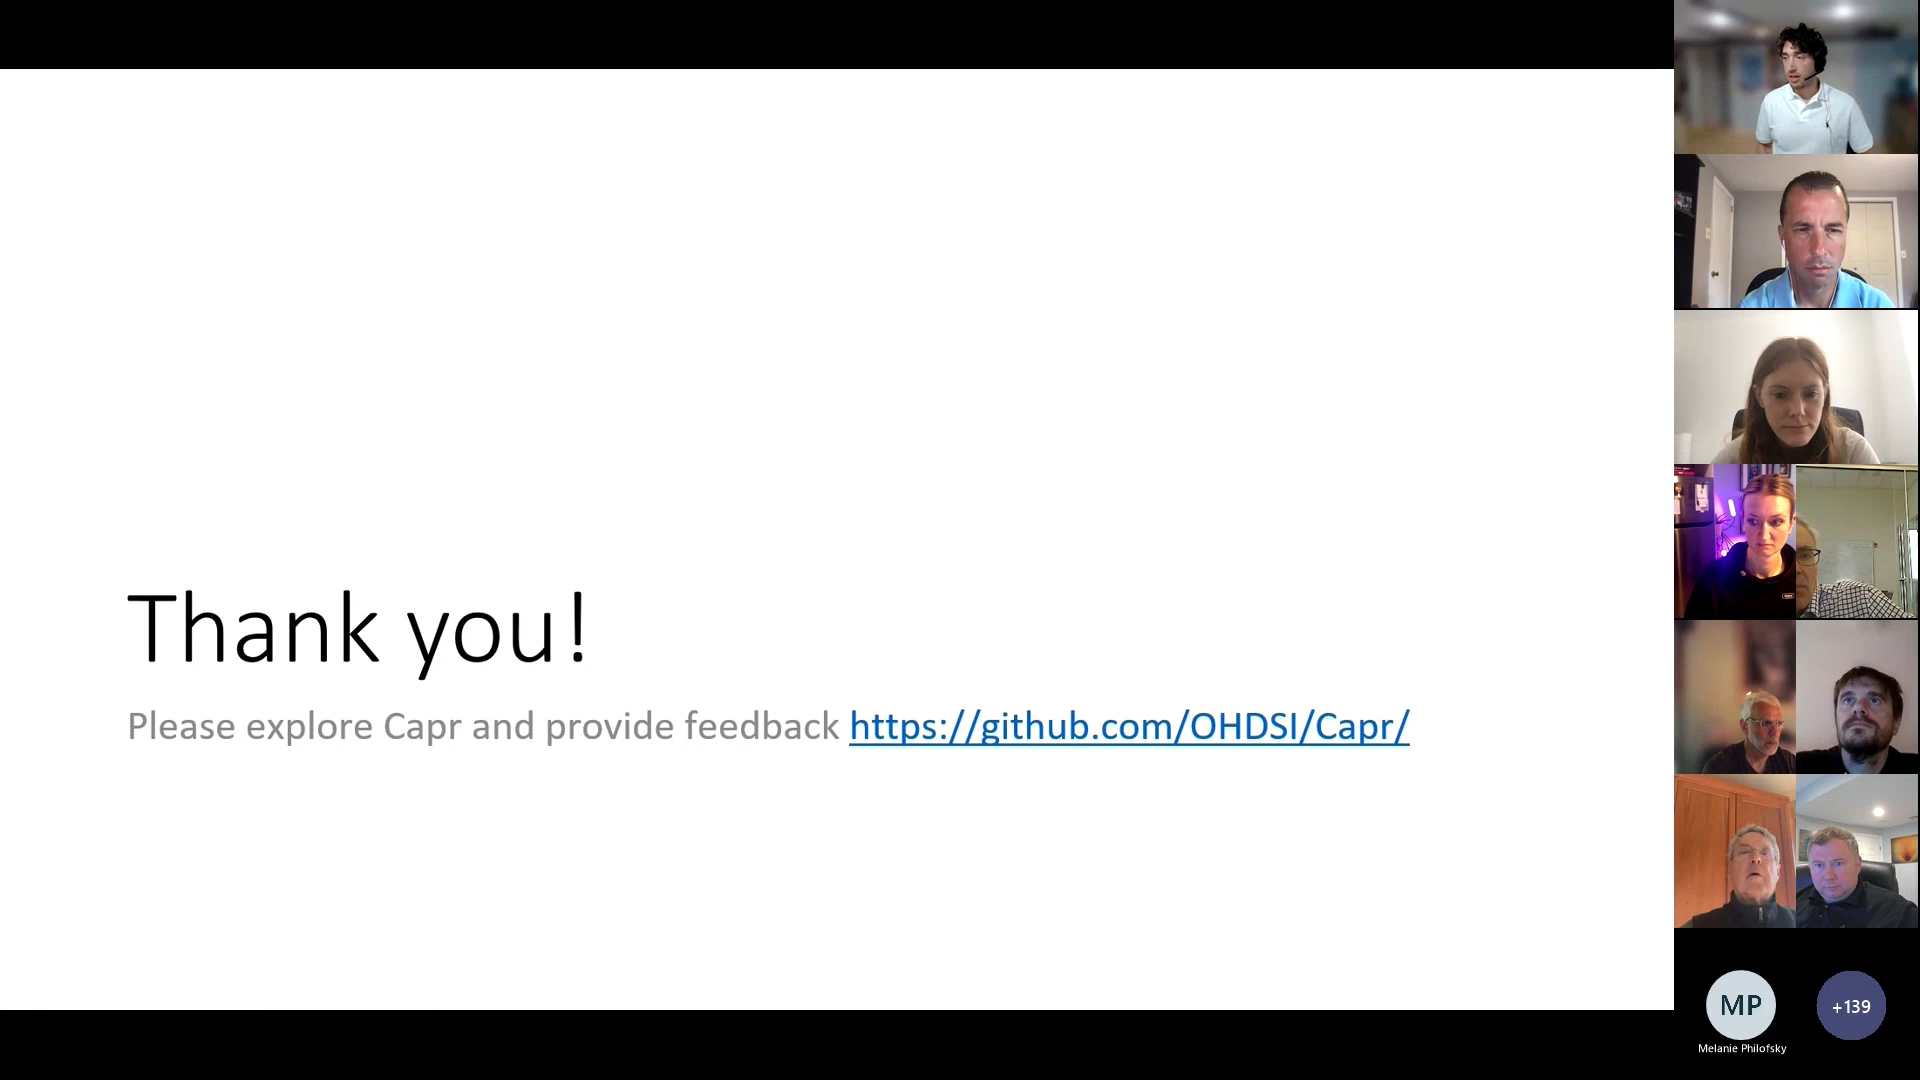 Thank you!
Please explore Capr and provide feedback https://github.com/OHDSI/Capr/
MP
+139
Melanie Philofsky